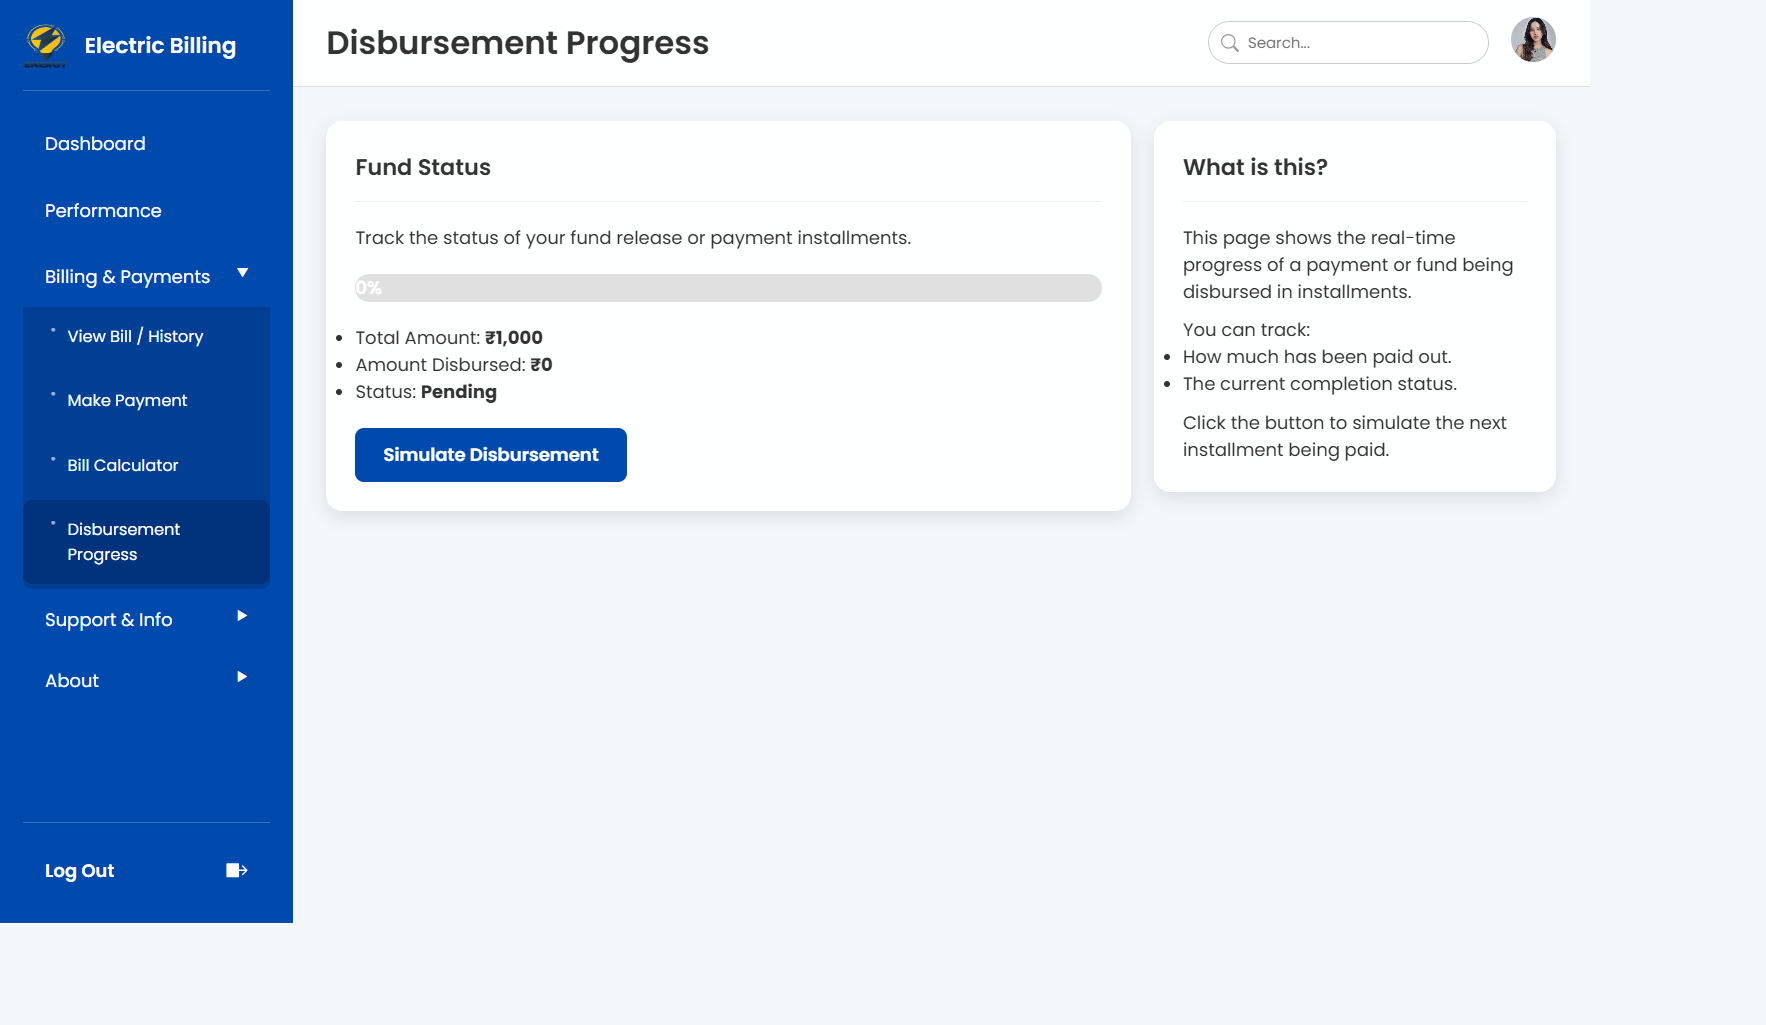 Electric Billing
Dashboard
Performance
Billing & Payments
View Bill / History
Make Payment
Bill Calculator
Disbursement
Progress
Support & Info
About
Log Out
Disbursement Progress
Search...
Fund Status
Track the status of your fund release or payment installments.
0%
Total Amount: ₹1,000
Amount Disbursed: ₹0
Status: Pending
Simulate Disbursement
What is this?
This page shows the real-time
progress of a payment or fund being
disbursed in installments.
You can track:
How much has been paid out.
The current completion status.
Click the button to simulate the next
installment being paid.